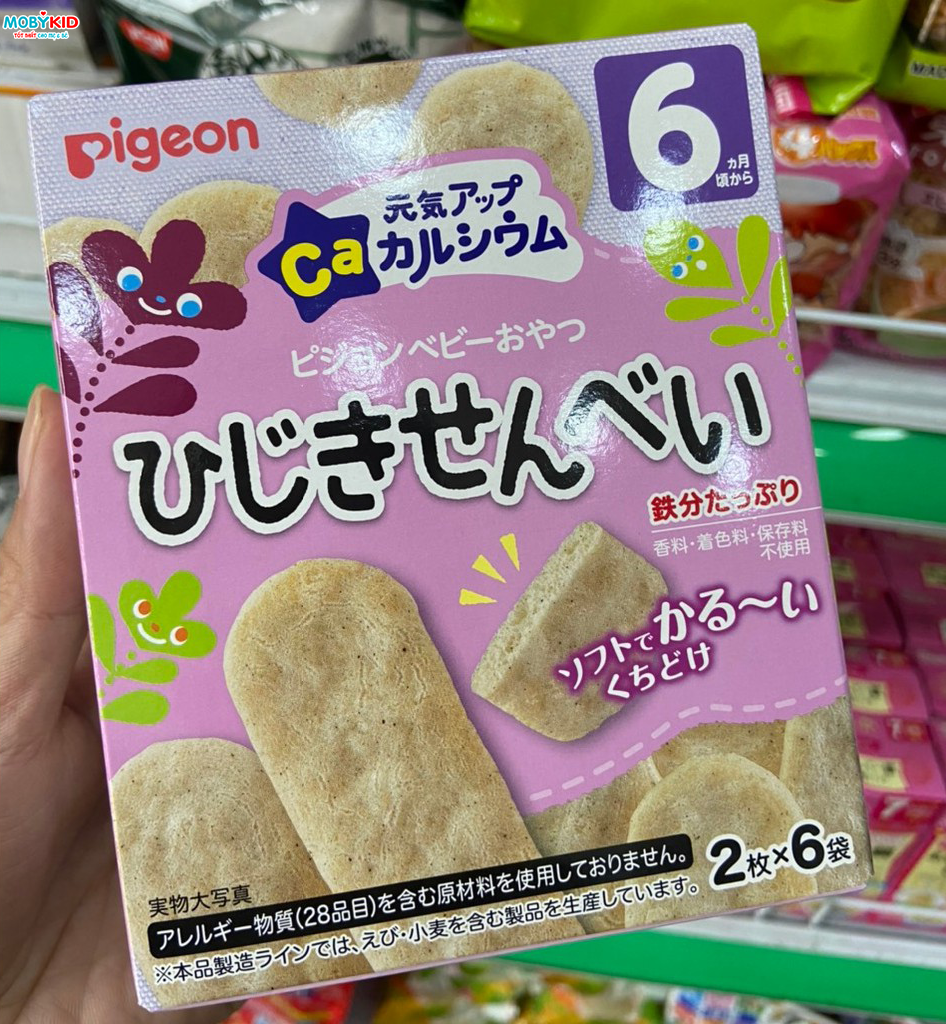 MOBYKID
TỐT NHẤT CHO MẸ & BÉ
Pigeon
6
ヵ月
頃から
元気アップ
Ca カルシウム
ピジョンベビーおやつ
ひじきせんべい
鉄分たっぷり
香料・着色料・保存料
不使用
ソフトでかる〜い
くちどけ
実物大写真
2枚×6袋
アレルギー物質(28品目)を含む原材料を使用しておりません。
※本品製造ラインでは、えび・小麦を含む製品を生産しています。